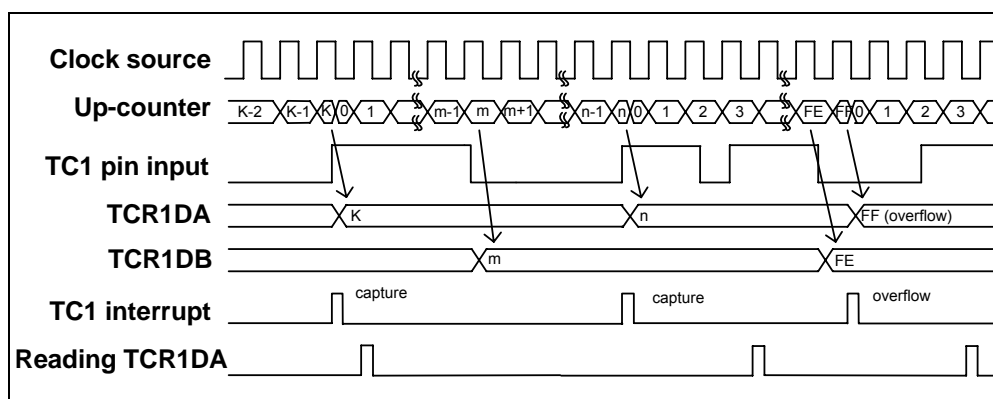 Clock source
Up-counter K-2 K-1 K 0 1 m-1 m m+1 n-1 n 0 1 2 3 FE FF 0 1 2 3
TC1 pin input
TCR1DA K n FF (overflow)
TCR1DB m FE
TC1 interrupt capture capture overflow
Reading TCR1DA